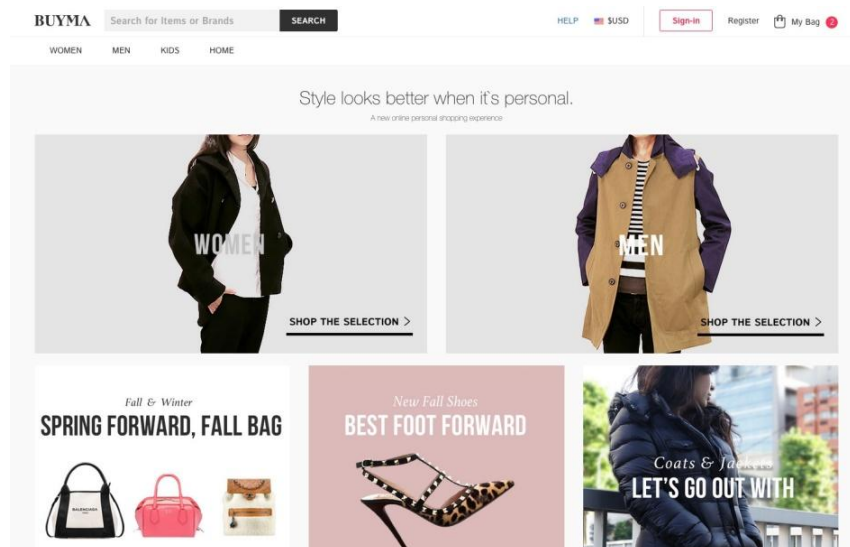 BUYMA
Search for Items or Brands
SEARCH
HELP
$USD
Sign-in
Register
My Bag 2
WOMEN MEN KIDS HOME
Style looks better when it's personal.
A new online personal shopping experience
WOMEN
SHOP THE SELECTION >
MEN
SHOP THE SELECTION >
Fall & Winter
SPRING FORWARD, FALL BAG
BALENCIAGA
New Fall Shoes
BEST FOOT FORWARD
Coats & Jackets
LET'S GO OUT WITH